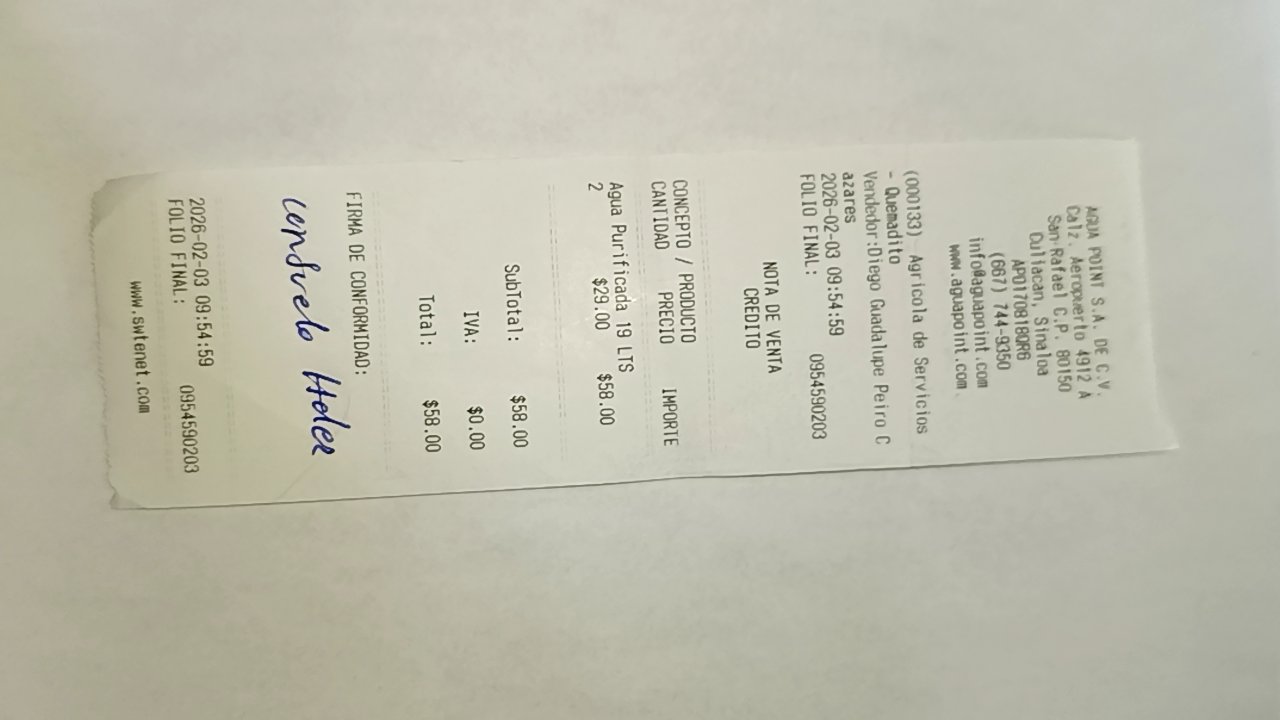 AGUA POINT S.A. DE C.V.
Calz. Aeropuerto 4912 A
San Rafael C.P. 80150
Culiacan, Sinaloa
APO170818QR6
(667) 744-9350
info@aguapoint.com
www.aguapoint.com
(000133) Agricola de Servicios
- Quemadito
Vendedor:Diego Guadalupe Peiro C
azares
2026-02-03 09:54:59
FOLIO FINAL: 0954590203
NOTA DE VENTA
CREDITO
CONCEPTO / PRODUCTO
CANTIDAD PRECIO IMPORTE
Agua Purificada 19 LTS
2 $29.00 $58.00
SubTotal: $58.00
IVA: $0.00
Total: $58.00
FIRMA DE CONFORMIDAD:
2026-02-03 09:54:59
FOLIO FINAL: 0954590203
www.swtenet.com